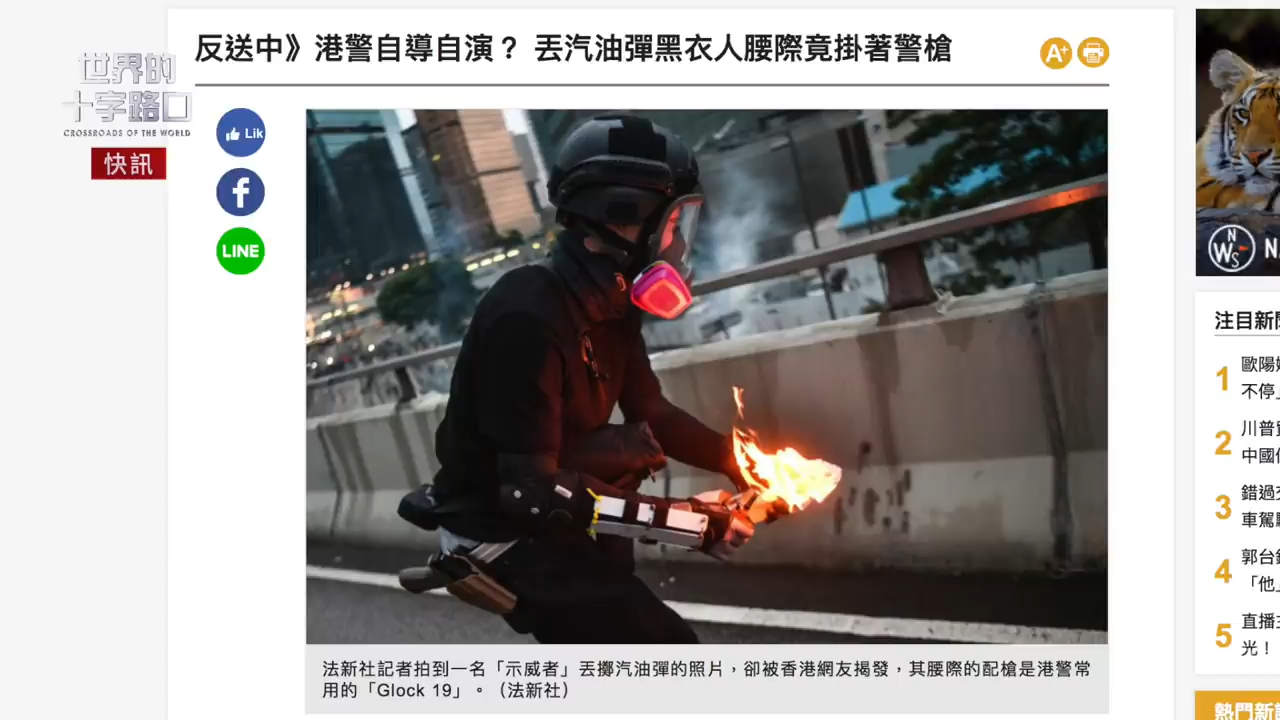 反送中》港警自導自演? 丟汽油彈黑衣人腰際竟掛著警槍
A+
世界的
十字路口
CROSSROADS OF THE WORLD
快訊
Lik
f
LINE
法新社記者拍到一名「示威者」丟擲汽油彈的照片，卻被香港網友揭發，其腰際的配槍是港警常
用的「Glock 19」。（法新社）
N
W
S
N
注目新聞
1
歐陽
不停
2
川普
中國
3
錯過
車駕
4
郭台
「他
5
直播
光！
熱門新